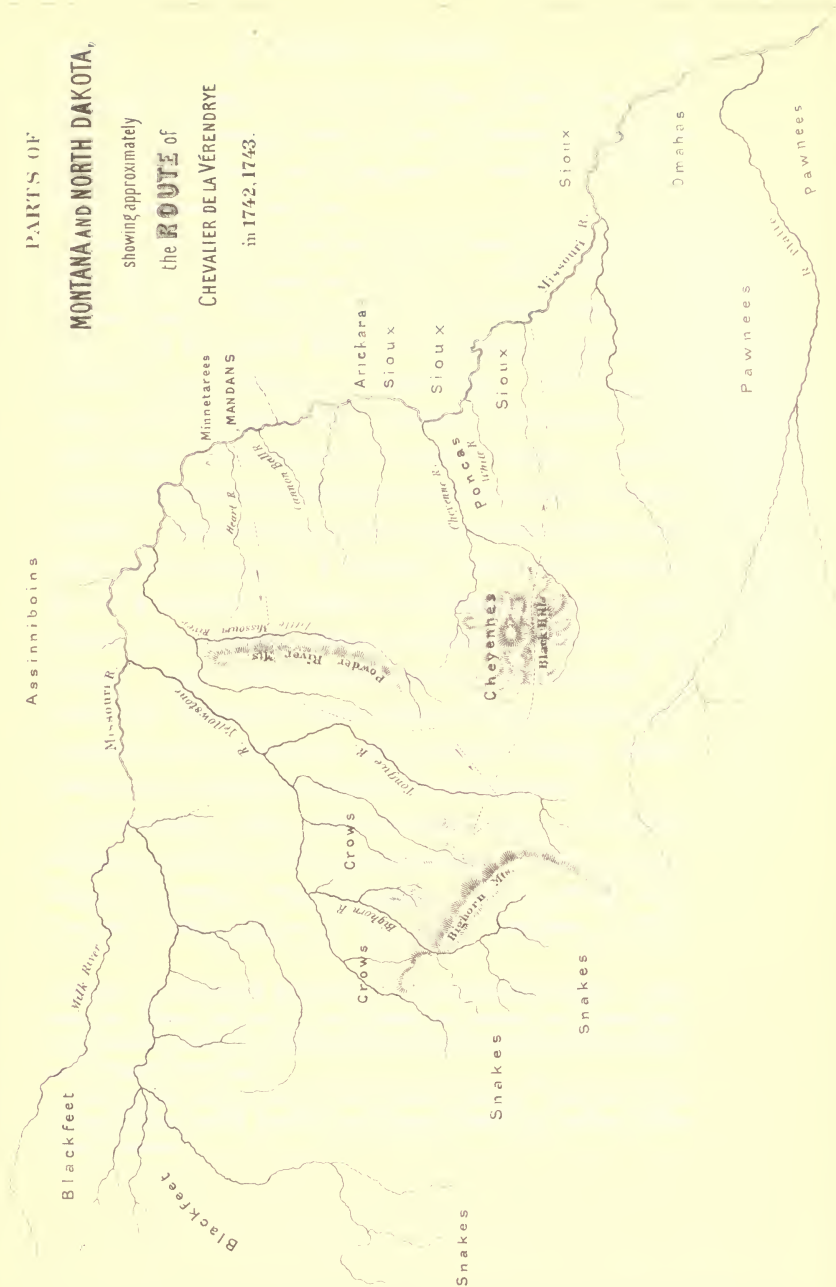 PARTS OF
MONTANA AND NORTH DAKOTA,
showing approximately
the ROUTE of
CHEVALIER DE LA VÉRENDRYE
in 1742, 1743.
Assinniboins
Blackfeet
Milk River
Missouri R
Blackfeet
R. Yellowstone
Little Missouri River
Powder River Mts
Minnetarees
MANDANS
Heart R.
Cannon Ball R
Crows
Crows
Bighorn R
Tongue R.
Arichara
Sioux
Sioux
Cheyenne R.
Poncas
White R
Sioux
Snakes
Snakes
Snakes
Bighorn Mts.
Cheyennes
Black Hills
Missouri R.
Sioux
Omahas
Pawnees
R. Platte
Pawnees